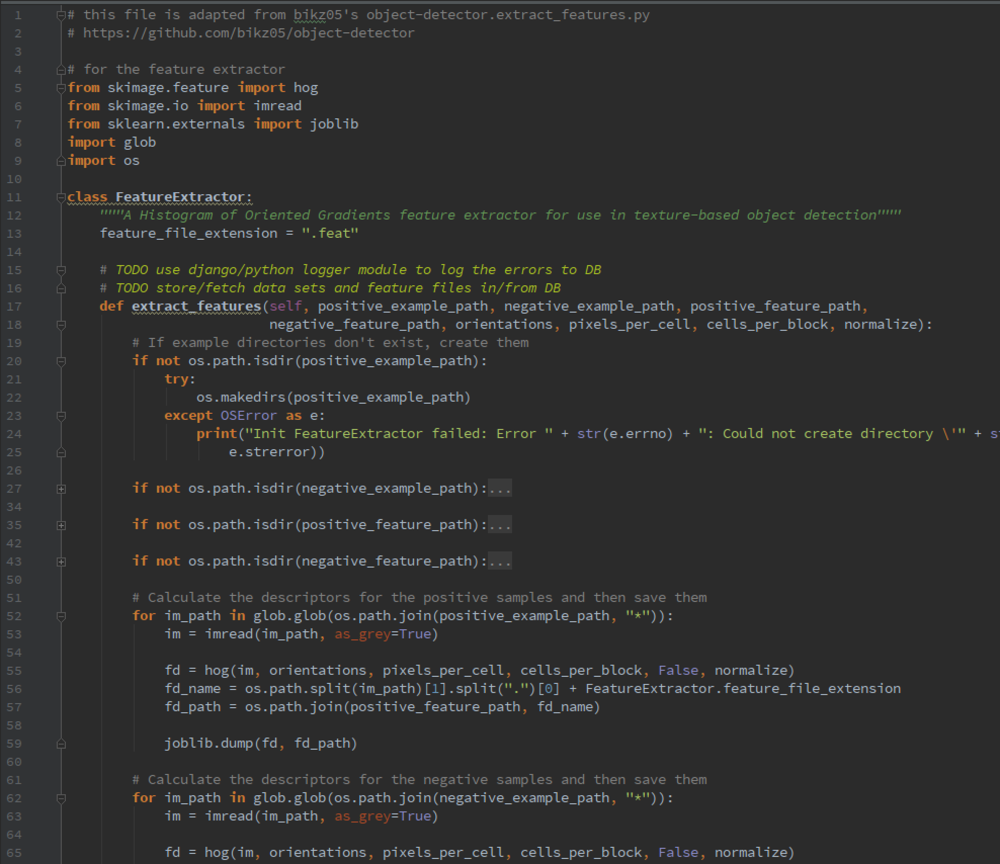 1 # this file is adapted from bikz05's object-detector.extract_features.py
2 # https://github.com/bikz05/object-detector
3
4 # for the feature extractor
5 from skimage.feature import hog
6 from skimage.io import imread
7 from sklearn.externals import joblib
8 import glob
9 import os
10
11 class FeatureExtractor:
12     """A Histogram of Oriented Gradients feature extractor for use in texture-based object detection"""
13     feature_file_extension = ".feat"
14
15     # TODO use django/python logger module to log the errors to DB
16     # TODO store/fetch data sets and feature files in/from DB
17     def extract_features(self, positive_example_path, negative_example_path, positive_feature_path,
18                          negative_feature_path, orientations, pixels_per_cell, cells_per_block, normalize):
19         # If example directories don't exist, create them
20         if not os.path.isdir(positive_example_path):
21             try:
22                 os.makedirs(positive_example_path)
23             except OSError as e:
24                 print("Init FeatureExtractor failed: Error " + str(e.errno) + ": Could not create directory \'" +
25                     e.strerror))
26
27         if not os.path.isdir(negative_example_path):...
34
35         if not os.path.isdir(positive_feature_path):...
42
43         if not os.path.isdir(negative_feature_path):...
50
51         # Calculate the descriptors for the positive samples and then save them
52         for im_path in glob.glob(os.path.join(positive_example_path, "*")):
53             im = imread(im_path, as_grey=True)
54
55             fd = hog(im, orientations, pixels_per_cell, cells_per_block, False, normalize)
56             fd_name = os.path.split(im_path)[1].split(".")[0] + FeatureExtractor.feature_file_extension
57             fd_path = os.path.join(positive_feature_path, fd_name)
58
59             joblib.dump(fd, fd_path)
60
61         # Calculate the descriptors for the negative samples and then save them
62         for im_path in glob.glob(os.path.join(negative_example_path, "*")):
63             im = imread(im_path, as_grey=True)
64
65             fd = hog(im, orientations, pixels_per_cell, cells_per_block, False, normalize)